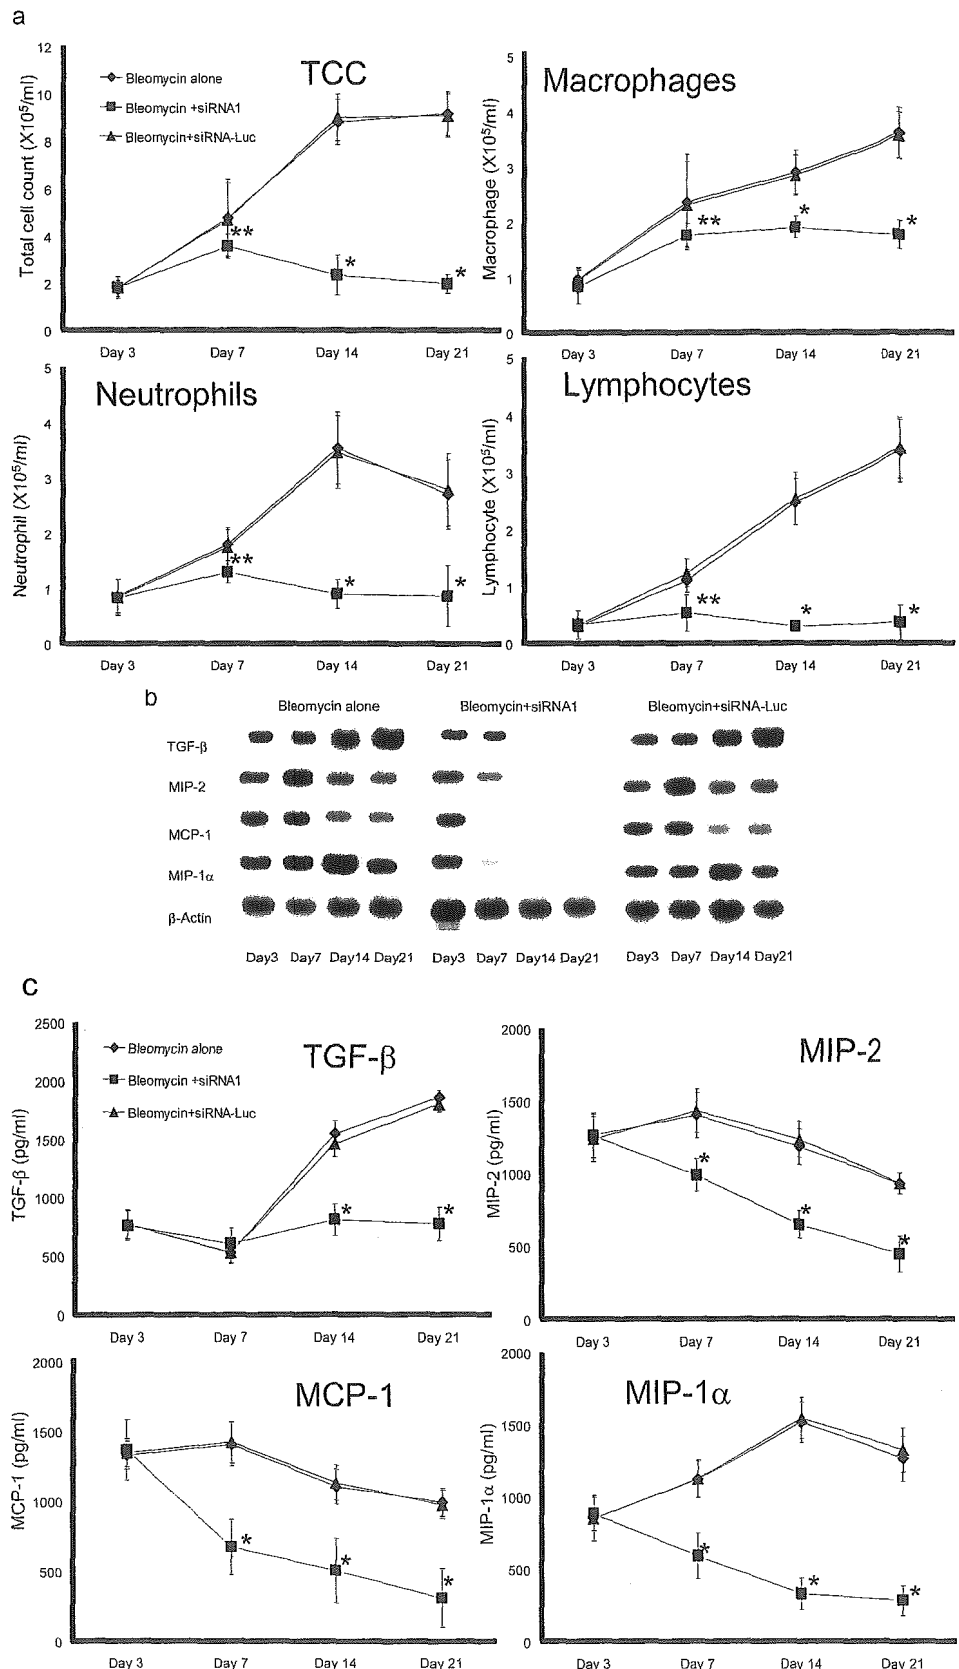 a
TCC
Total cell count (X10⁵/ml)
12
10
8
6
4
2
0
Bleomycin alone
Bleomycin +siRNA1
Bleomycin+siRNA-Luc
**
*
*
Day 3 Day 7 Day 14 Day 21
Macrophages
Macrophage (X10⁵/ml)
5
4
3
2
1
0
**
*
*
Day 3 Day 7 Day 14 Day 21
Neutrophils
Neutrophil (X10⁵/ml)
5
4
3
2
1
0
**
*
*
Day 3 Day 7 Day 14 Day 21
Lymphocytes
Lymphocyte (X10⁵/ml)
5
4
3
2
1
0
**
*
*
Day 3 Day 7 Day 14 Day 21
b
Bleomycin alone Bleomycin+siRNA1 Bleomycin+siRNA-Luc
TGF-β
MIP-2
MCP-1
MIP-1α
β-Actin
Day3 Day7 Day14 Day21 Day3 Day7 Day14 Day21 Day3 Day7 Day14 Day21
c
TGF-β
TGF-β (pg/ml)
2500
2000
1500
1000
500
0
Bleomycin alone
Bleomycin +siRNA1
Bleomycin+siRNA-Luc
*
*
Day 3 Day 7 Day 14 Day 21
MIP-2
MIP-2 (pg/ml)
2000
1500
1000
500
0
*
*
*
Day 3 Day 7 Day 14 Day 21
MCP-1
MCP-1 (pg/ml)
2000
1500
1000
500
0
*
*
*
Day 3 Day 7 Day 14 Day 21
MIP-1α
MIP-1α (pg/ml)
2000
1500
1000
500
0
*
*
*
Day 3 Day 7 Day 14 Day 21